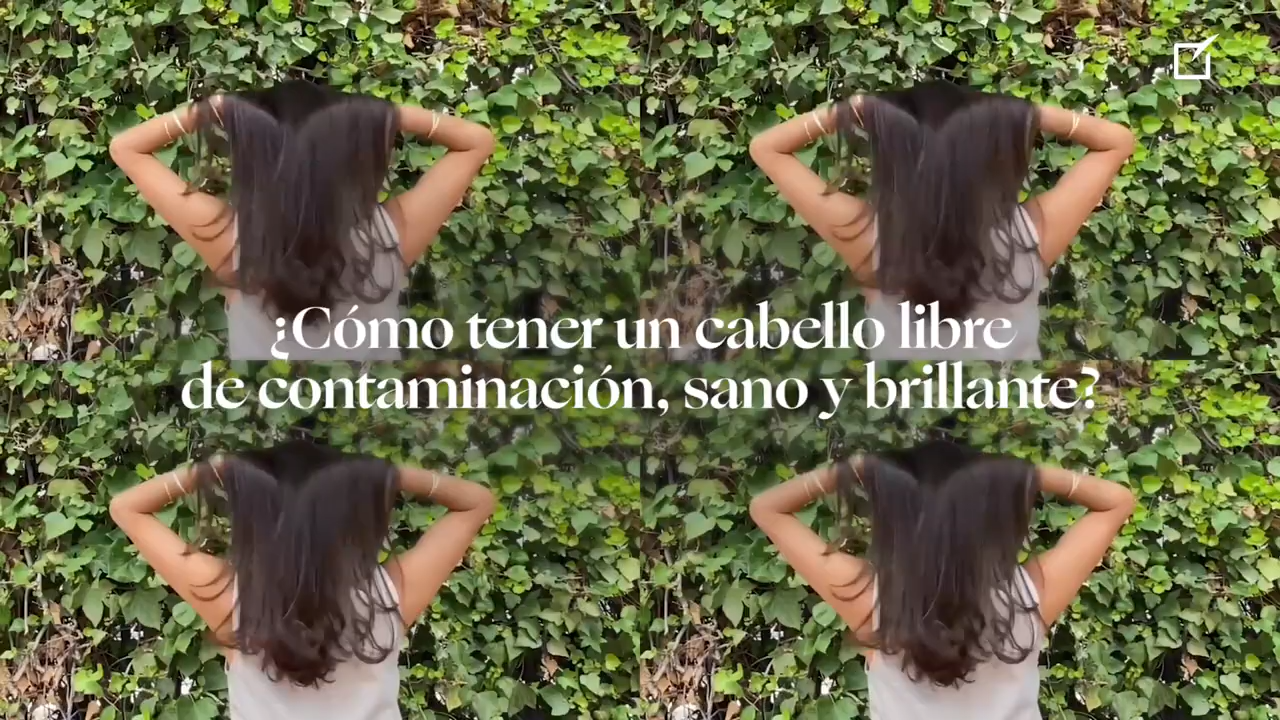 ¿Cómo tener un cabello libre
de contaminación, sano y brillante?